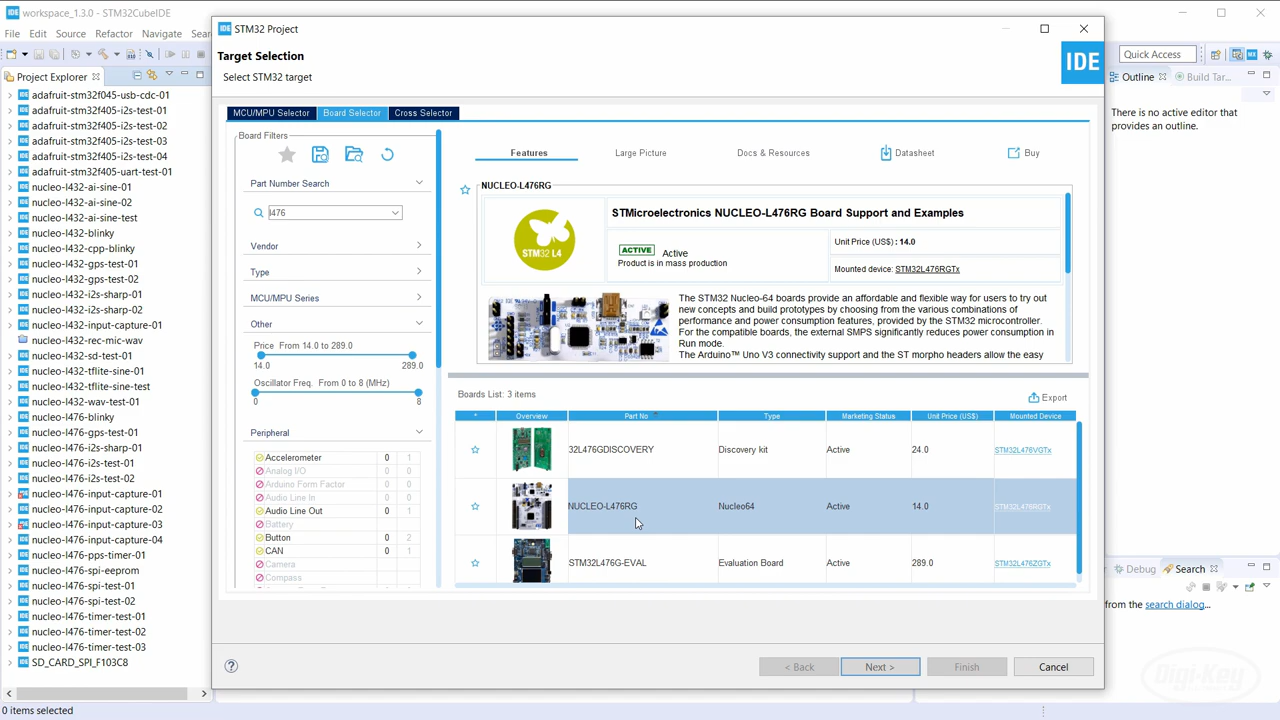 IDE workspace_1.3.0 - STM32CubeIDE
File Edit Source Refactor Navigate Sear
Quick Access
Project Explorer
adafruit-stm32f045-usb-cdc-01
adafruit-stm32f405-i2s-test-01
adafruit-stm32f405-i2s-test-02
adafruit-stm32f405-i2s-test-03
adafruit-stm32f405-i2s-test-04
adafruit-stm32f405-uart-test-01
nucleo-l432-ai-sine-01
nucleo-l432-ai-sine-02
nucleo-l432-ai-sine-test
nucleo-l432-blinky
nucleo-l432-cpp-blinky
nucleo-l432-gps-test-01
nucleo-l432-gps-test-02
nucleo-l432-i2s-sharp-01
nucleo-l432-i2s-sharp-02
nucleo-l432-input-capture-01
nucleo-l432-rec-mic-wav
nucleo-l432-sd-test-01
nucleo-l432-tflite-sine-01
nucleo-l432-tflite-sine-test
nucleo-l432-wav-test-01
nucleo-l476-blinky
nucleo-l476-gps-test-01
nucleo-l476-i2s-sharp-01
nucleo-l476-i2s-test-01
nucleo-l476-i2s-test-02
nucleo-l476-input-capture-01
nucleo-l476-input-capture-02
nucleo-l476-input-capture-03
nucleo-l476-input-capture-04
nucleo-l476-pps-timer-01
nucleo-l476-spi-eeprom
nucleo-l476-spi-test-01
nucleo-l476-spi-test-02
nucleo-l476-timer-test-01
nucleo-l476-timer-test-02
nucleo-l476-timer-test-03
SD_CARD_SPI_F103C8
0 items selected
IDE STM32 Project
Target Selection
Select STM32 target
IDE
MCU/MPU Selector Board Selector Cross Selector
Board Filters
Part Number Search
l476
Vendor
Type
MCU/MPU Series
Other
Price From 14.0 to 289.0
14.0 289.0
Oscillator Freq. From 0 to 8 (MHz)
0 8
Peripheral
Accelerometer 0 1
Analog I/O 0 0
Arduino Form Factor 0 0
Audio Line In 0 0
Audio Line Out 0 1
Battery 0 0
Button 0 2
CAN 0 1
Camera 0 0
Compass
Features Large Picture Docs & Resources Datasheet Buy
NUCLEO-L476RG
STM32 L4
STMicroelectronics NUCLEO-L476RG Board Support and Examples
ACTIVE Active
Product is in mass production
Unit Price (US$) : 14.0
Mounted device: STM32L476RGTx
The STM32 Nucleo-64 boards provide an affordable and flexible way for users to try out
new concepts and build prototypes by choosing from the various combinations of
performance and power consumption features, provided by the STM32 microcontroller.
For the compatible boards, the external SMPS significantly reduces power consumption in
Run mode.
The Arduino™ Uno V3 connectivity support and the ST morpho headers allow the easy
Boards List: 3 items
Export
* Overview Part No Type Marketing Status Unit Price (US$) Mounted Device
32L476GDISCOVERY Discovery kit Active 24.0 STM32L476VGTx
NUCLEO-L476RG Nucleo64 Active 14.0 STM32L476RGTx
STM32L476G-EVAL Evaluation Board Active 289.0 STM32L476ZGTx
? < Back Next > Finish Cancel
Outline Build Tar...
There is no active editor that
provides an outline.
Debug Search
from the search dialog...
Digi-Key